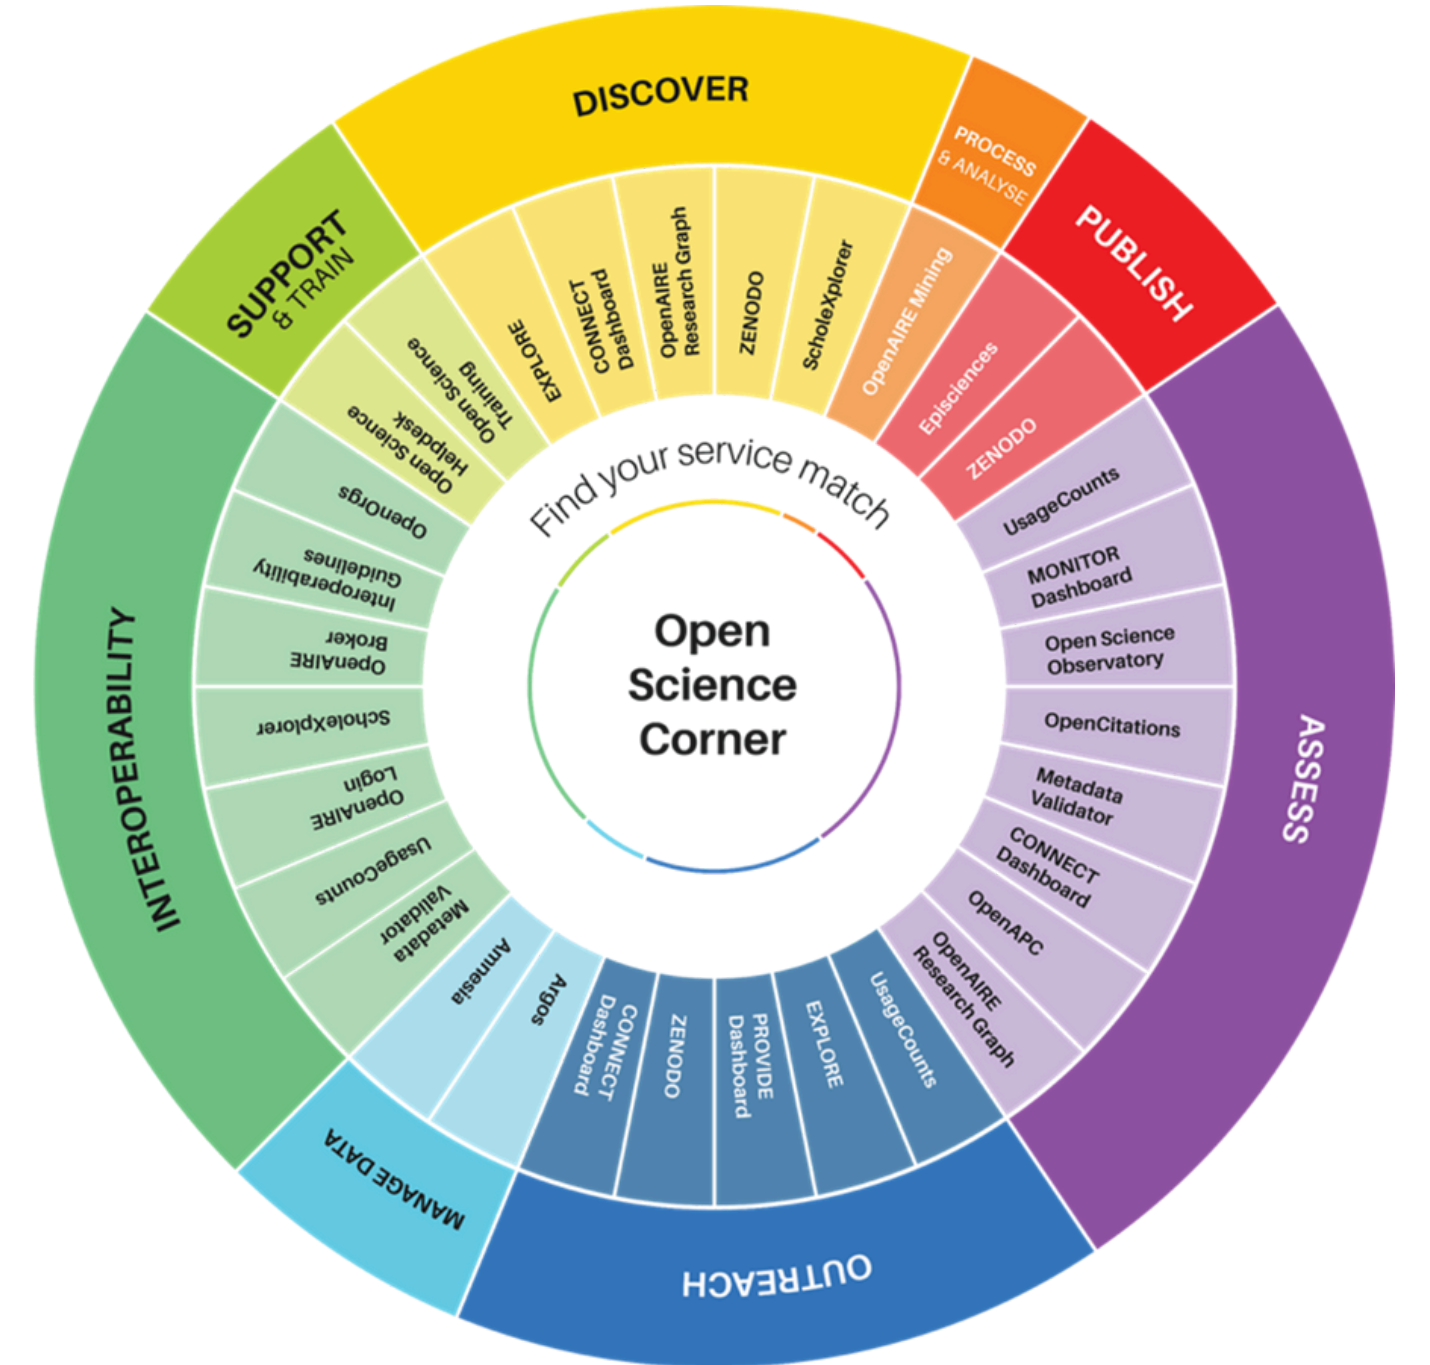 DISCOVER
EXPLORE
CONNECT
Dashboard
OpenAIRE
Research Graph
ZENODO
ScholeXplorer
PROCESS
& ANALYSE
OpenAIRE Mining
PUBLISH
Episciences
ZENODO
ASSESS
UsageCounts
MONITOR
Dashboard
Open Science
Observatory
OpenCitations
Metadata
Validator
CONNECT
Dashboard
OpenAPC
OpenAIRE
Research Graph
OUTREACH
UsageCounts
EXPLORE
PROVIDE
Dashboard
ZENODO
CONNECT
Dashboard
MANAGE DATA
Argos
Amnesia
INTEROPERABILITY
Metadata
Validator
UsageCounts
OpenAIRE
Login
ScholeXplorer
OpenAIRE
Broker
Interoperability
Guidelines
OpenOrgs
SUPPORT
& TRAIN
Open Science
Helpdesk
Open Science
Training
Find your service match
Open
Science
Corner